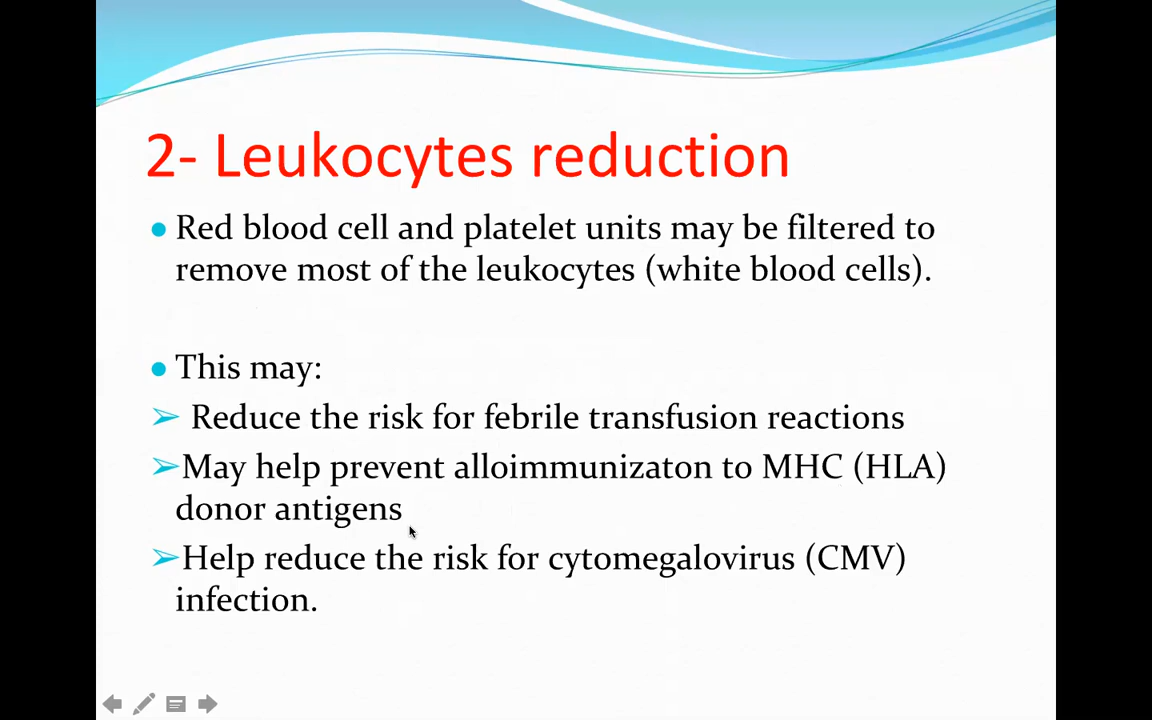 2- Leukocytes reduction
• Red blood cell and platelet units may be filtered to
remove most of the leukocytes (white blood cells).
• This may:
➢ Reduce the risk for febrile transfusion reactions
➢May help prevent alloimmunizaton to MHC (HLA)
donor antigens
➢Help reduce the risk for cytomegalovirus (CMV)
infection.